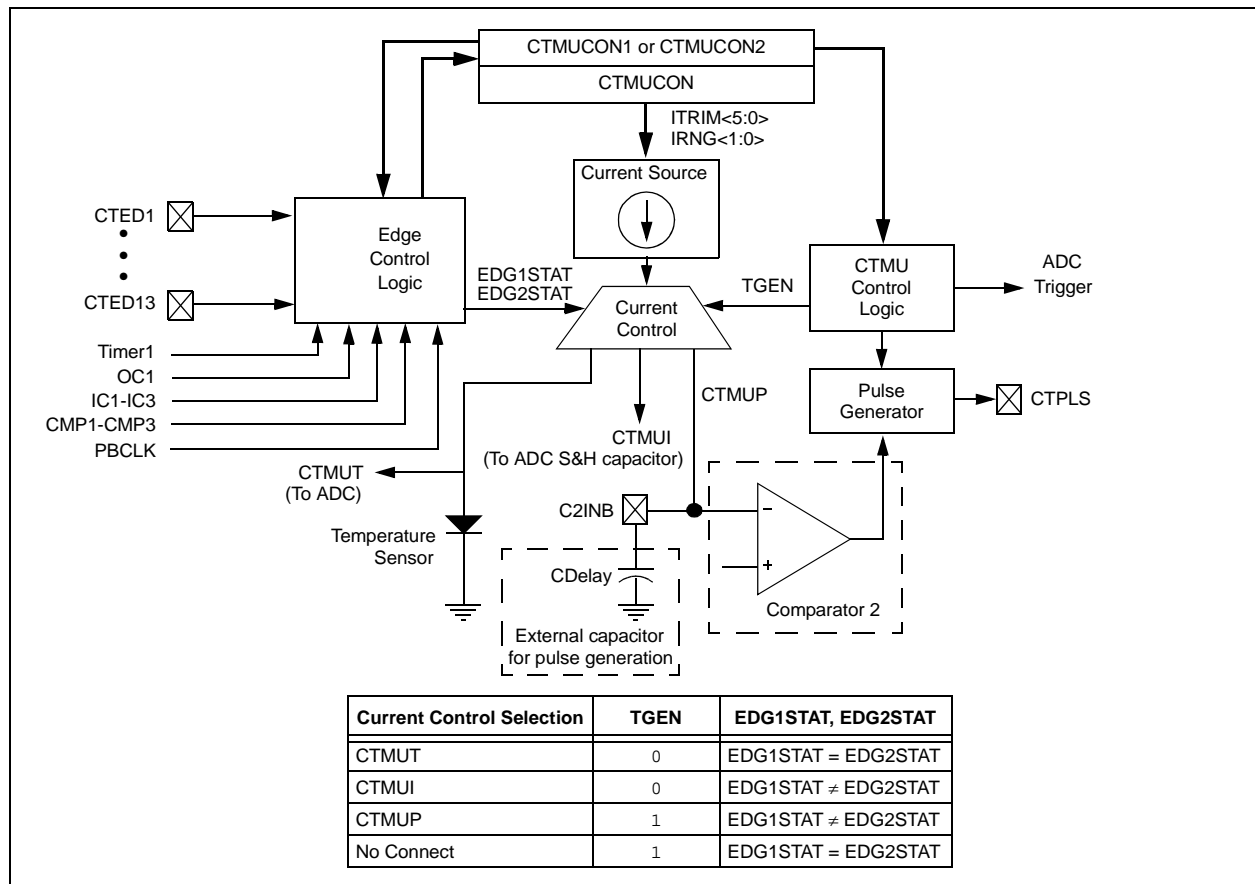 CTMUCON1 or CTMUCON2
CTMUCON
ITRIM<5:0>
IRNG<1:0>
Current Source
CTED1
CTED13
Edge
Control
Logic
EDG1STAT
EDG2STAT
Current
Control
TGEN
CTMU
Control
Logic
ADC
Trigger
Timer1
OC1
IC1-IC3
CMP1-CMP3
PBCLK
CTMUP
Pulse
Generator
CTPLS
CTMUT
(To ADC)
CTMUI
(To ADC S&H capacitor)
C2INB
Temperature
Sensor
CDelay
−
+
Comparator 2
External capacitor
for pulse generation
Current Control Selection TGEN EDG1STAT, EDG2STAT
CTMUT 0 EDG1STAT = EDG2STAT
CTMUI 0 EDG1STAT ≠ EDG2STAT
CTMUP 1 EDG1STAT ≠ EDG2STAT
No Connect 1 EDG1STAT = EDG2STAT